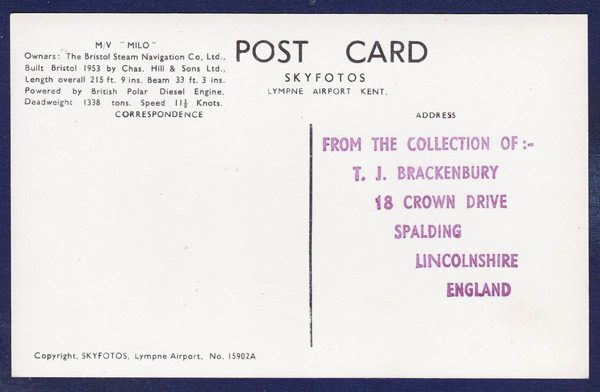 M/V "MILO"
Owners: The Bristol Steam Navigation Co, Ltd.,
Built Bristol 1953 by Chas. Hill & Sons Ltd.,
Length overall 215 ft. 9 ins. Beam 33 ft. 3 ins.
Powered by British Polar Diesel Engine.
Deadweight 1338 tons. Speed 11½ Knots.
CORRESPONDENCE
POST CARD
SKYFOTOS
LYMPNE AIRPORT KENT.
ADDRESS
FROM THE COLLECTION OF:-
T. J. BRACKENBURY
18 CROWN DRIVE
SPALDING
LINCOLNSHIRE
ENGLAND
Copyright, SKYFOTOS, Lympne Airport, No. 15902A